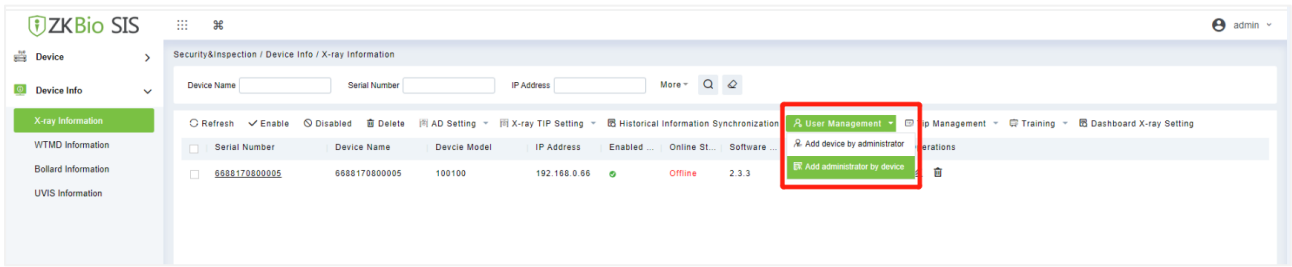 ZKBio SIS
admin
Device
Security&Inspection / Device Info / X-ray Information
Device Info
Device Name Serial Number IP Address More
X-ray Information
Refresh Enable Disabled Delete AD Setting X-ray TIP Setting Historical Information Synchronization User Management Management Training Dashboard X-ray Setting
WTMD Information
Serial Number Device Name Devcie Model IP Address Enabled ... Online St... Software ... Add device by administrator
Bollard Information
6688170800005 6688170800005 100100 192.168.0.66 Offline 2.3.3 Add administrator by device
UVIS Information